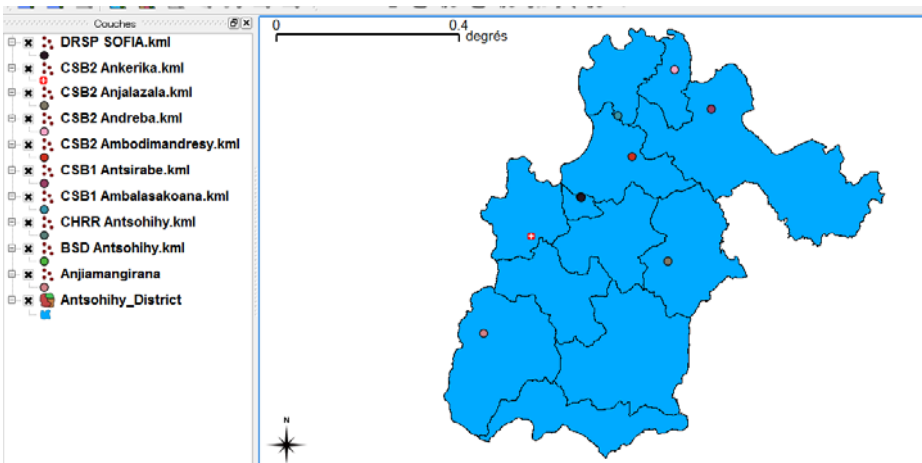 Couches
DRSP SOFIA.kml
CSB2 Ankerika.kml
CSB2 Anjalazala.kml
CSB2 Andreba.kml
CSB2 Ambodimandresy.kml
CSB1 Antsirabe.kml
CSB1 Ambalasakoana.kml
CHRR Antsohihy.kml
BSD Antsohihy.kml
Anjiamangirana
Antsohihy_District
0 0.4
degrés
N